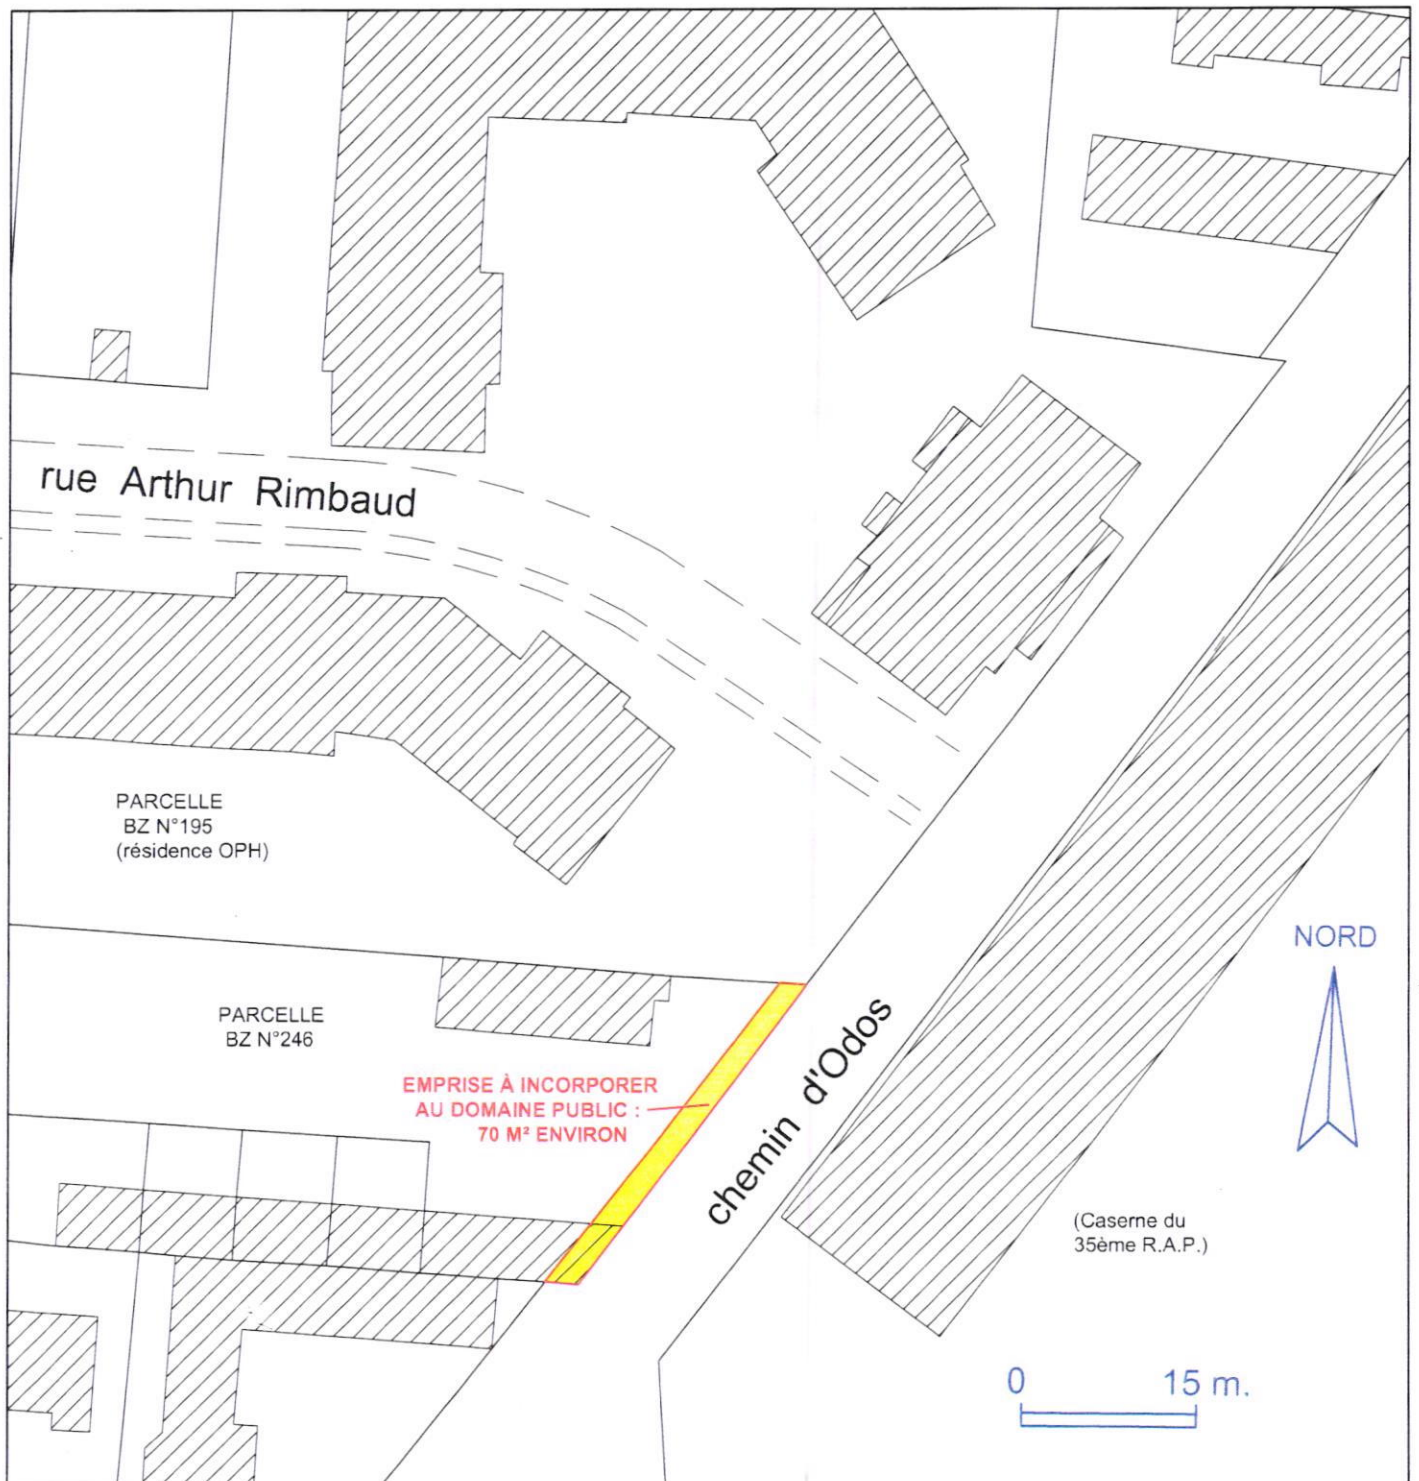 rue Arthur Rimbaud
PARCELLE
BZ N°195
(résidence OPH)
NORD
PARCELLE
BZ N°246
EMPRISE À INCORPORER
AU DOMAINE PUBLIC :
70 M² ENVIRON
chemin d'Odos
(Caserne du
35ème R.A.P.)
0 15 m.